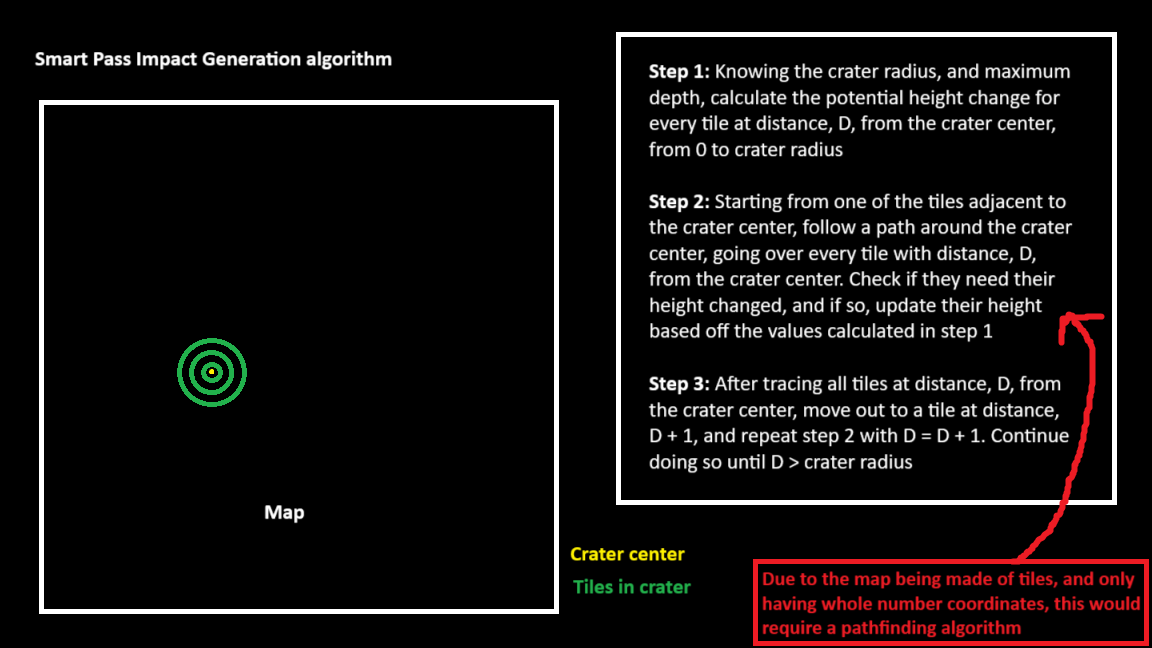 Smart Pass Impact Generation algorithm
Step 1: Knowing the crater radius, and maximum
depth, calculate the potential height change for
every tile at distance, D, from the crater center,
from 0 to crater radius
Step 2: Starting from one of the tiles adjacent to
the crater center, follow a path around the crater
center, going over every tile with distance, D,
from the crater center. Check if they need their
height changed, and if so, update their height
based off the values calculated in step 1
Step 3: After tracing all tiles at distance, D, from
the crater center, move out to a tile at distance,
D + 1, and repeat step 2 with D = D + 1. Continue
doing so until D > crater radius
Map
Crater center
Tiles in crater
Due to the map being made of tiles, and only
having whole number coordinates, this would
require a pathfinding algorithm